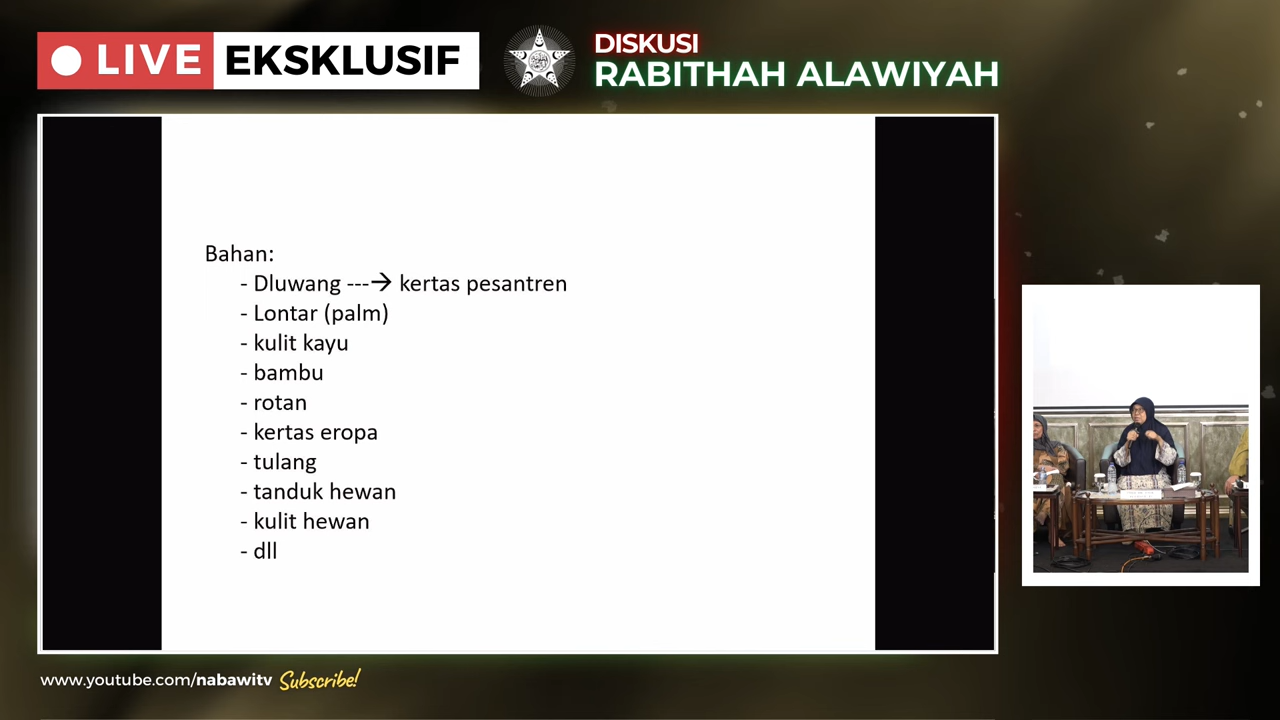 LIVE EKSKLUSIF
DISKUSI
RABITHAH ALAWIYAH
Bahan:
- Dluwang ---→ kertas pesantren
- Lontar (palm)
- kulit kayu
- bambu
- rotan
- kertas eropa
- tulang
- tanduk hewan
- kulit hewan
- dll
www.youtube.com/nabawitv Subscribe!